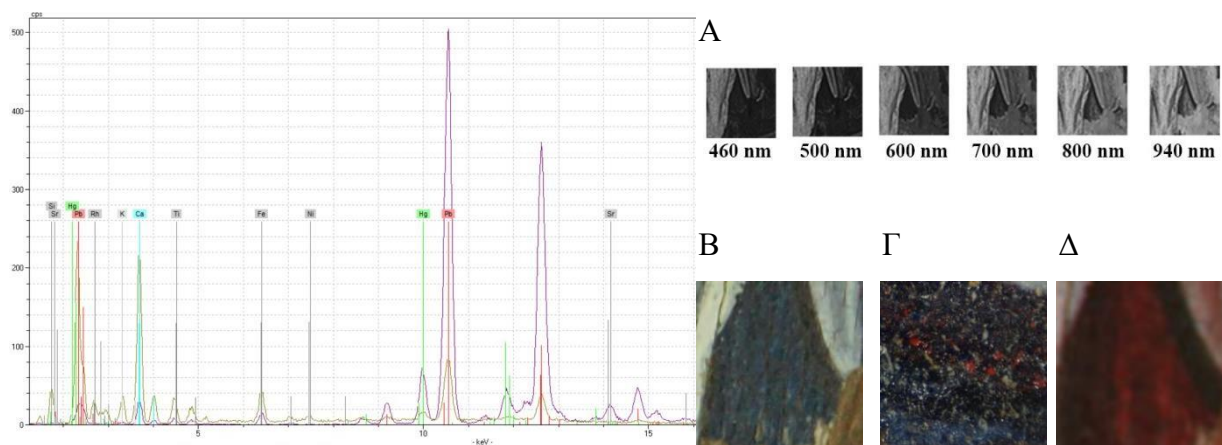 cps
500
400
300
200
100
0
Si
Sr
Hg
Pb
Rh
K
Ca
Ti
Fe
Ni
Hg
Pb
Sr
5
10
15
- keV -
A
460 nm
500 nm
600 nm
700 nm
800 nm
940 nm
B
Γ
Δ